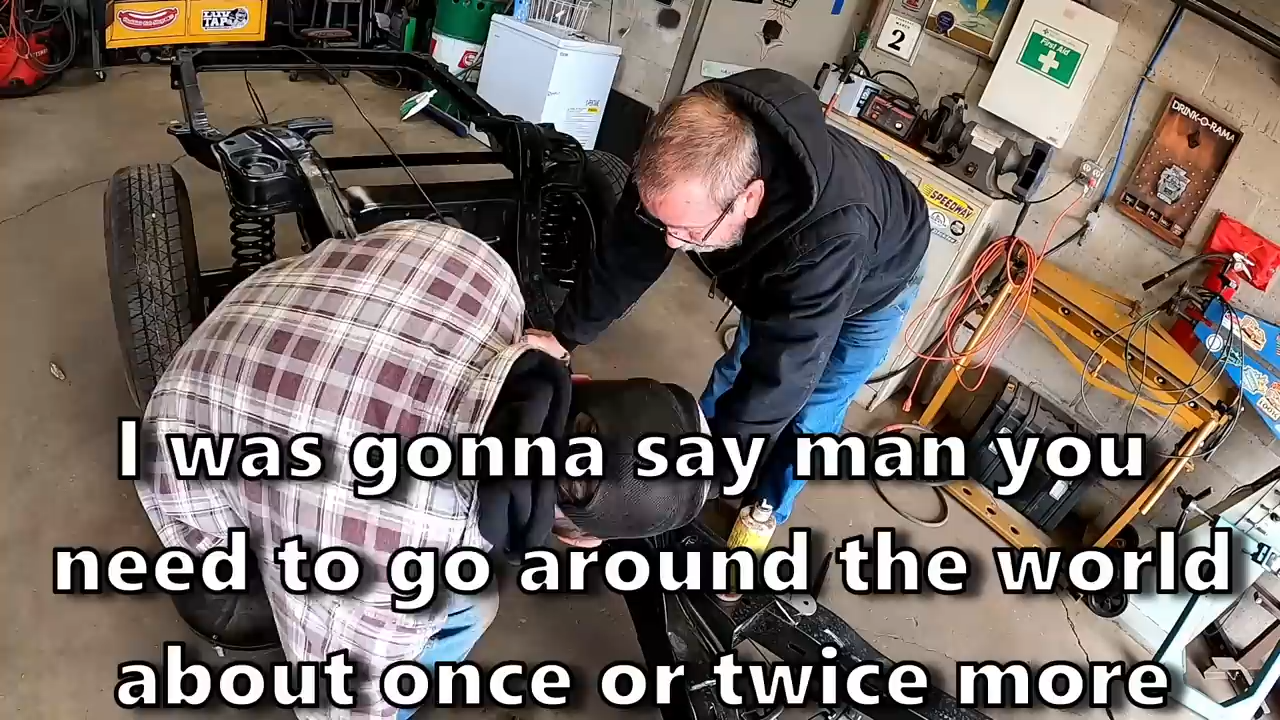 First Aid
2
DRINK-O-RAMA
SPEEDWAY
I was gonna say man you
need to go around the world
about once or twice more